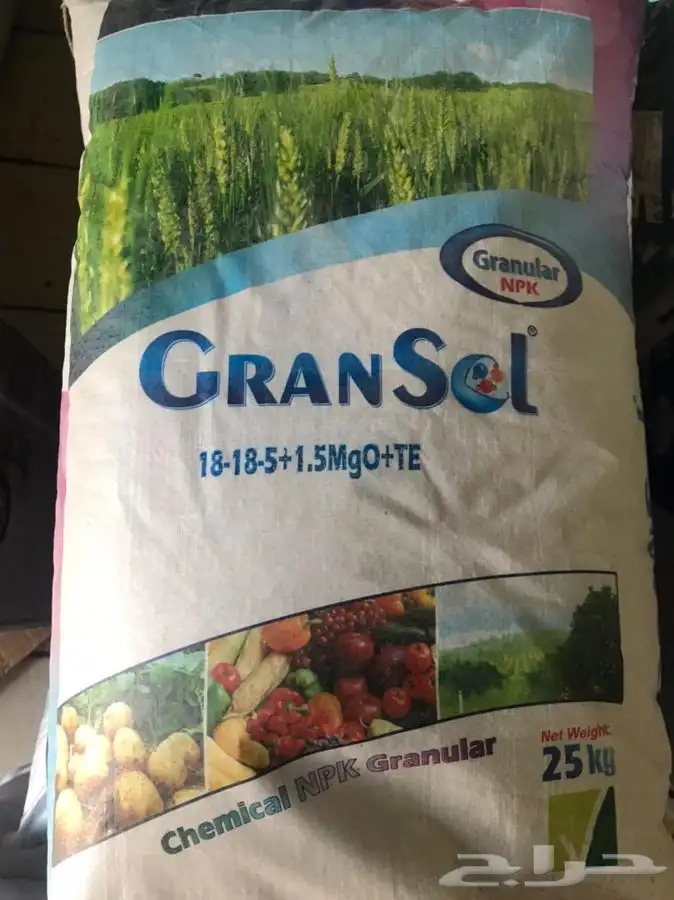 Granular
NPK
GRANSOL®
18-18-5+1.5MgO+TE
Chemical NPK Granular
Net Weight:
25 kg
حراج